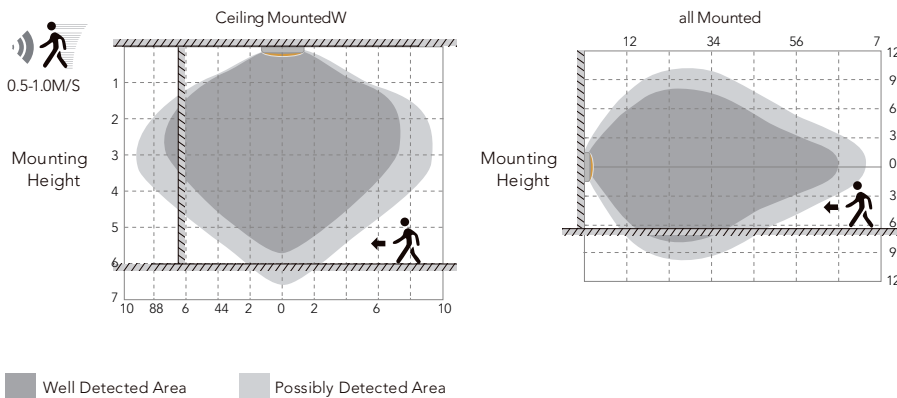 Ceiling MountedW
all Mounted
0.5-1.0M/S
Mounting
Height
1
2
3
4
5
6
7
10 88 6 44 2 0 2 6 10
Mounting
Height
12 34 56 7
12
9
6
3
0
3
6
9
12
Well Detected Area
Possibly Detected Area